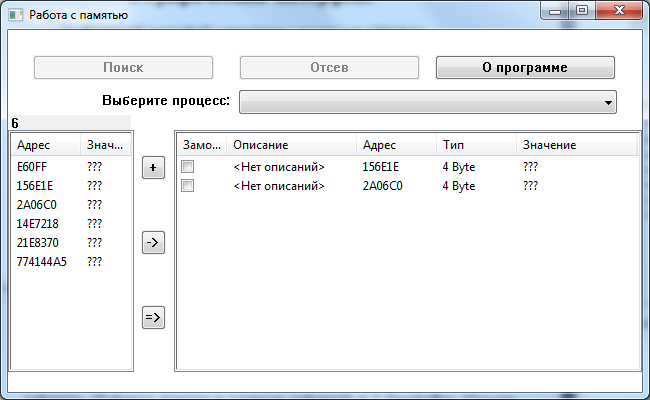 Работа с памятью
Поиск Отсев О программе
Выберите процесс:
6
Адрес Знач... Замо... Описание Адрес Тип Значение
E60FF ??? + <Нет описаний> 156E1E 4 Byte ???
156E1E ??? <Нет описаний> 2A06C0 4 Byte ???
2A06C0 ???
14E7218 ???
21E8370 ??? ->
774144A5 ???
=>